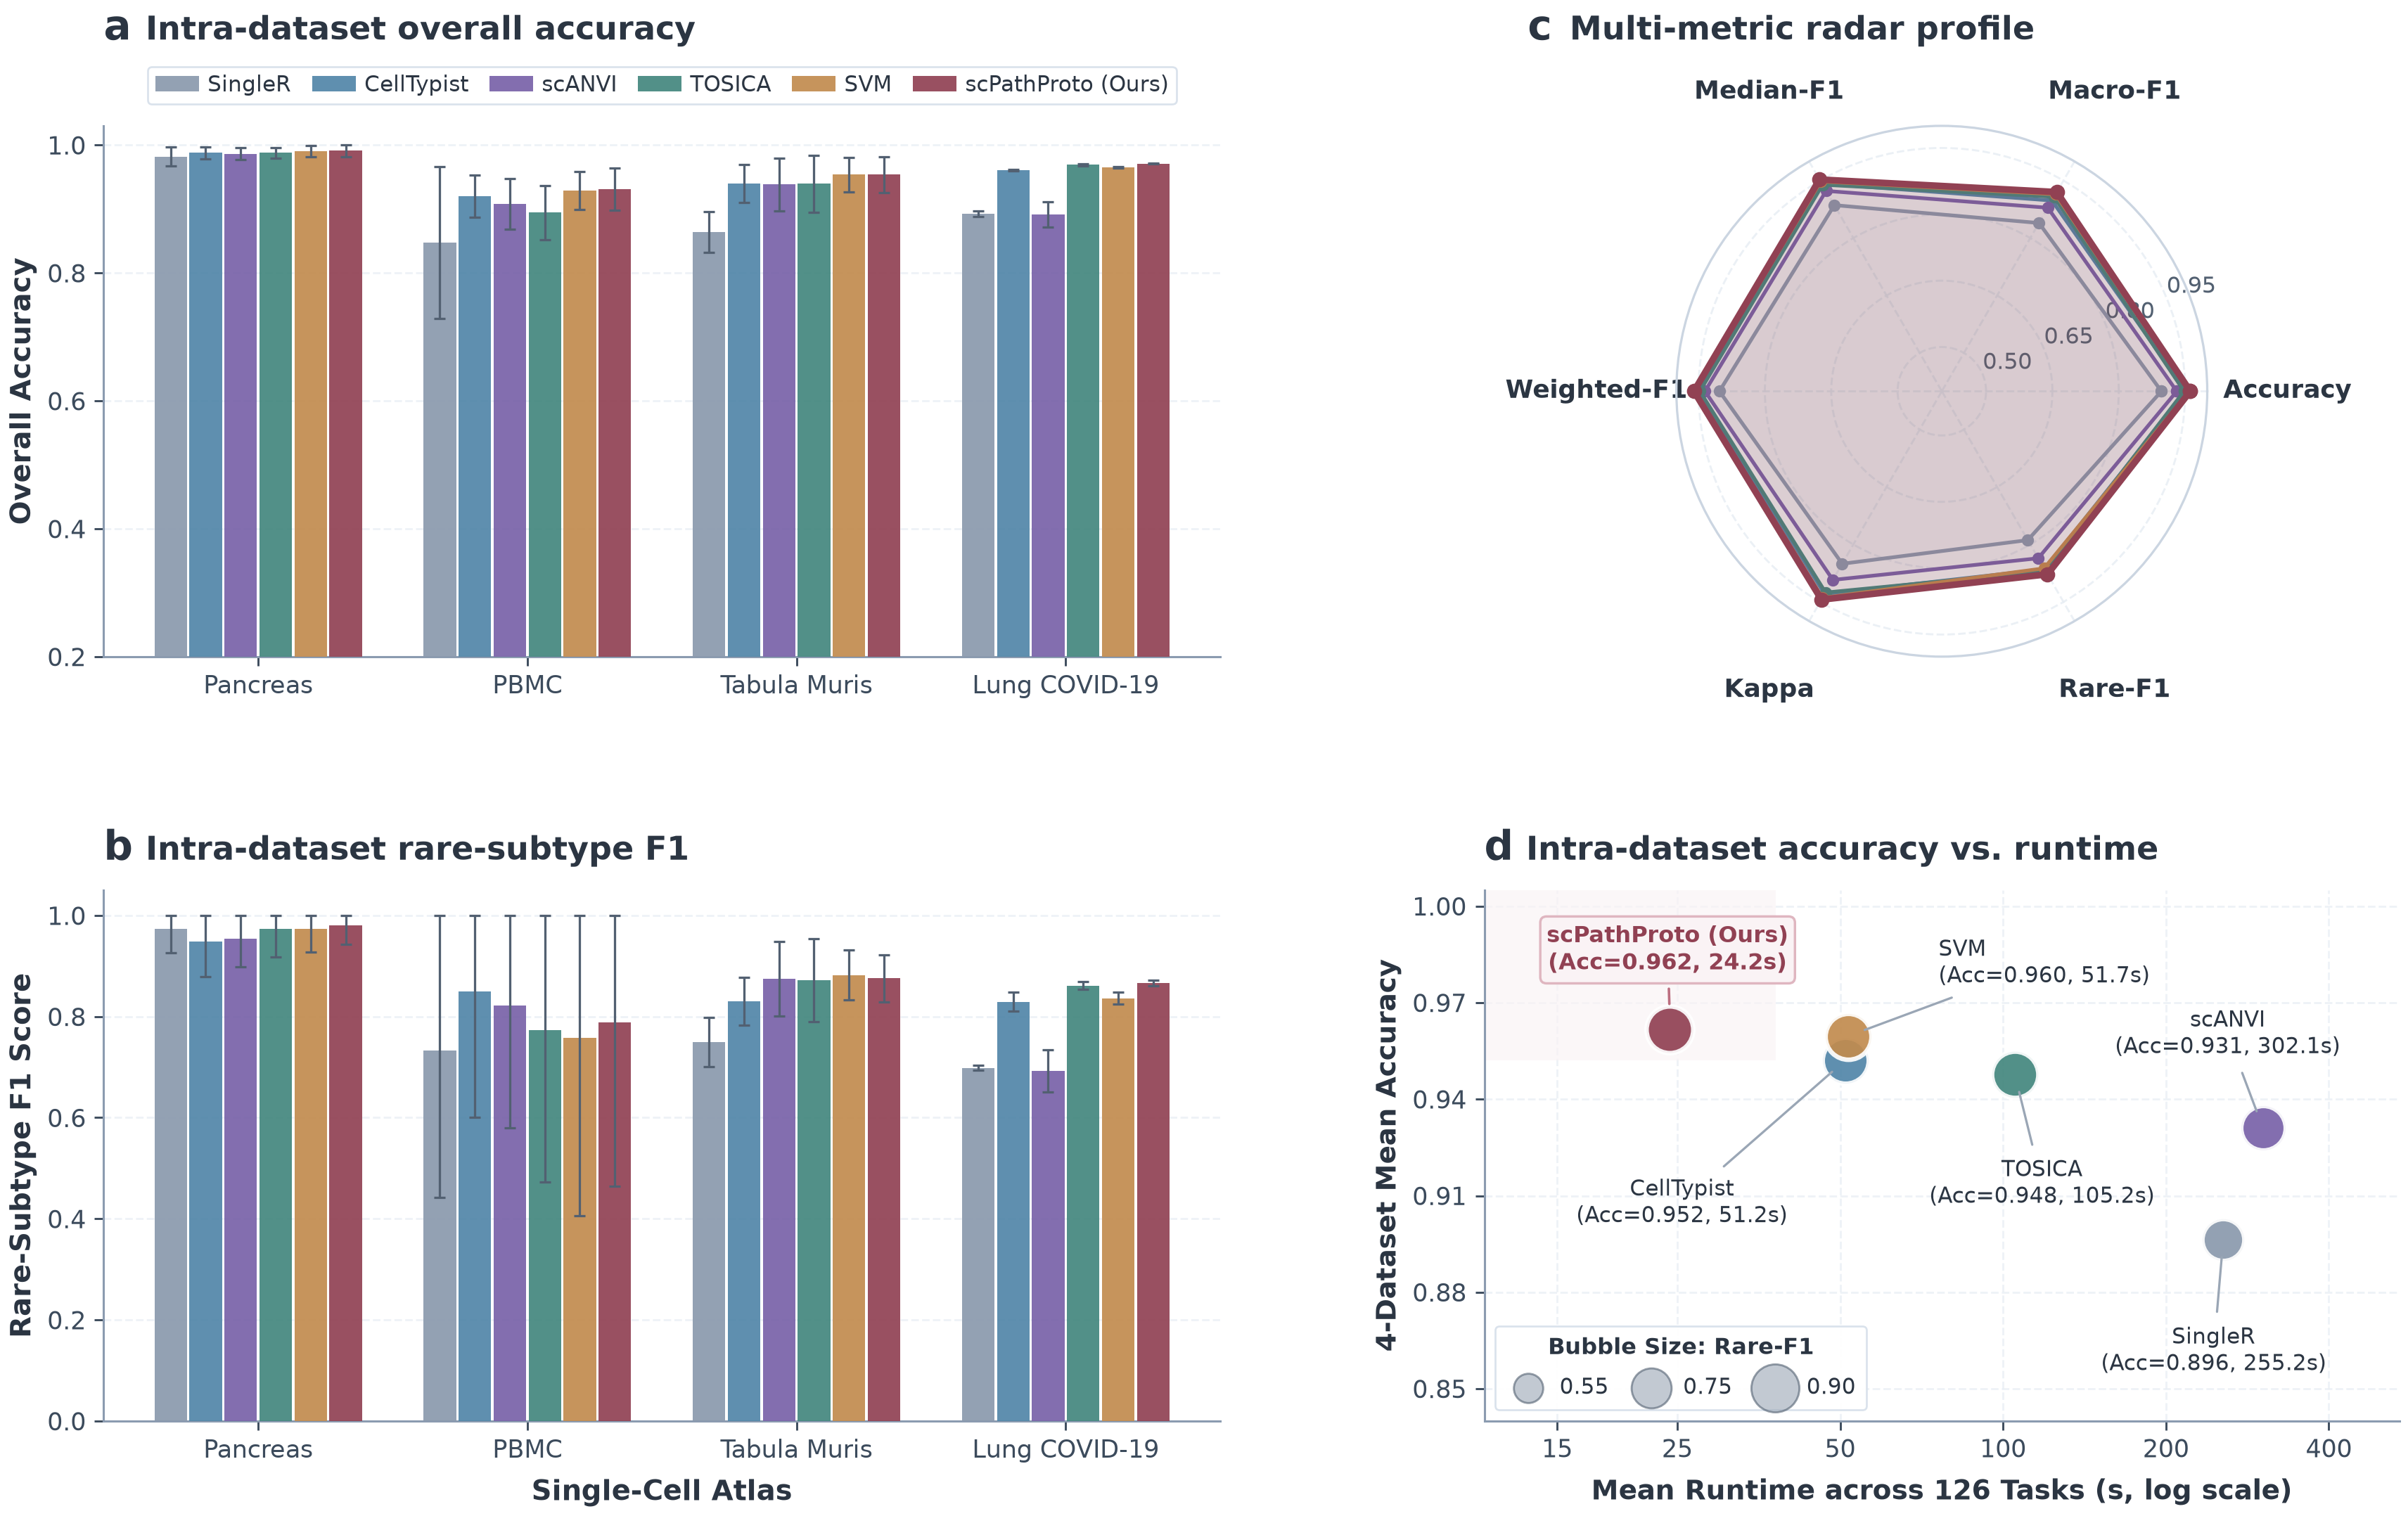 a Intra-dataset overall accuracy
SingleR CellTypist scANVI TOSICA SVM scPathProto (Ours)
Overall Accuracy
1.0
0.8
0.6
0.4
0.2
Pancreas PBMC Tabula Muris Lung COVID-19
c Multi-metric radar profile
Median-F1 Macro-F1
0.95
0.80
0.65
0.50
Weighted-F1 Accuracy
Kappa Rare-F1
b Intra-dataset rare-subtype F1
Rare-Subtype F1 Score
1.0
0.8
0.6
0.4
0.2
0.0
Pancreas PBMC Tabula Muris Lung COVID-19
Single-Cell Atlas
d Intra-dataset accuracy vs. runtime
4-Dataset Mean Accuracy
1.00
0.97
0.94
0.91
0.88
0.85
scPathProto (Ours)
(Acc=0.962, 24.2s)
SVM
(Acc=0.960, 51.7s)
scANVI
(Acc=0.931, 302.1s)
TOSICA
(Acc=0.948, 105.2s)
CellTypist
(Acc=0.952, 51.2s)
SingleR
(Acc=0.896, 255.2s)
Bubble Size: Rare-F1
0.55 0.75 0.90
15 25 50 100 200 400
Mean Runtime across 126 Tasks (s, log scale)